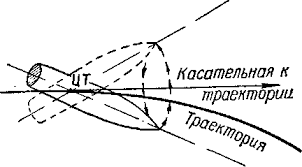 ЦТ
Касательная к
траектории
Траектория